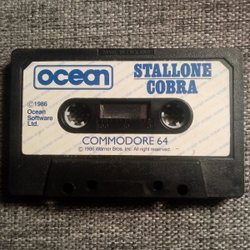 ocean
STALLONE
COBRA
©1986
Ocean
Software
Ltd.
COMMODORE 64
© 1986 Warner Bros. Inc. All rights reserved.